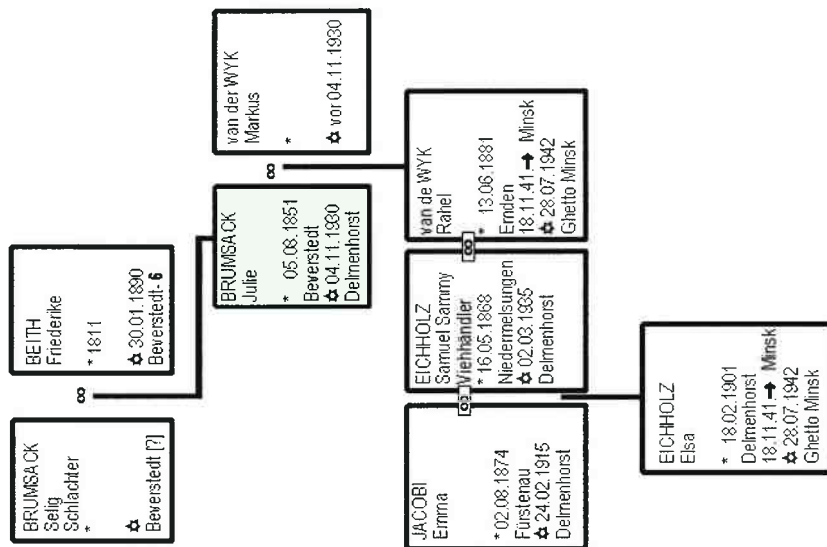 BRUMSACK
Selig
Schlachter
*
✡
Beverstedt [?]
∞
BEITH
Friederike
* 1811
✡ 30.01.1890
Beverstedt- 6
BRUMSACK
Julie
* 05.08.1851
Beverstedt
✡ 04.11.1930
Delmenhorst
∞
van der WYK
Markus
*
✡ vor 04.11.1930
JACOBI
Emma
* 02.08.1874
Fürstenau
✡ 24.02.1915
Delmenhorst
∞
EICHHOLZ
Samuel Sammy
Viehhändler
* 16.05.1868
Niedermelsungen
✡ 02.03.1935
Delmenhorst
∞
van de WYK
Rahel
* 13.06.1881
Emden
18.11.41 → Minsk
✡ 28.07.1942
Ghetto Minsk
EICHHOLZ
Elsa
* 18.02.1901
Delmenhorst
18.11.41 → Minsk
✡ 28.07.1942
Ghetto Minsk